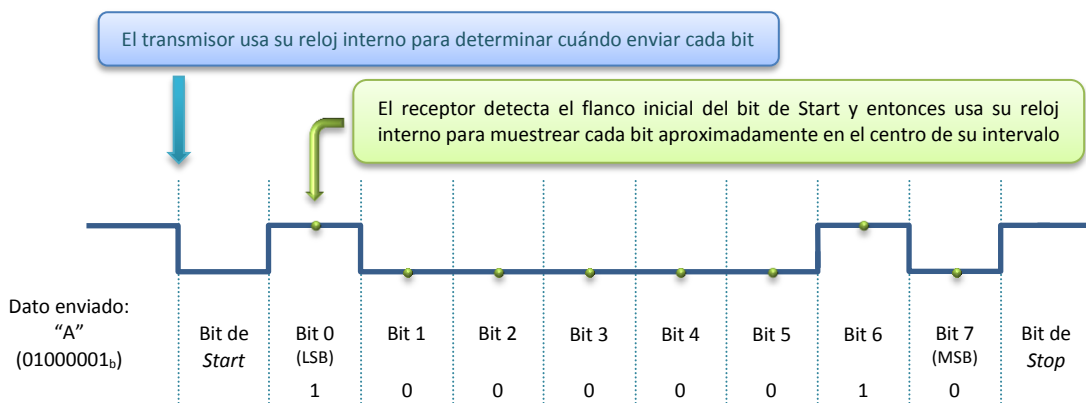 El transmisor usa su reloj interno para determinar cuándo enviar cada bit
El receptor detecta el flanco inicial del bit de Start y entonces usa su reloj
interno para muestrear cada bit aproximadamente en el centro de su intervalo
Dato enviado:
"A"
(01000001b)
Bit de
Start
Bit 0
(LSB)
1
Bit 1
0
Bit 2
0
Bit 3
0
Bit 4
0
Bit 5
0
Bit 6
1
Bit 7
(MSB)
0
Bit de
Stop